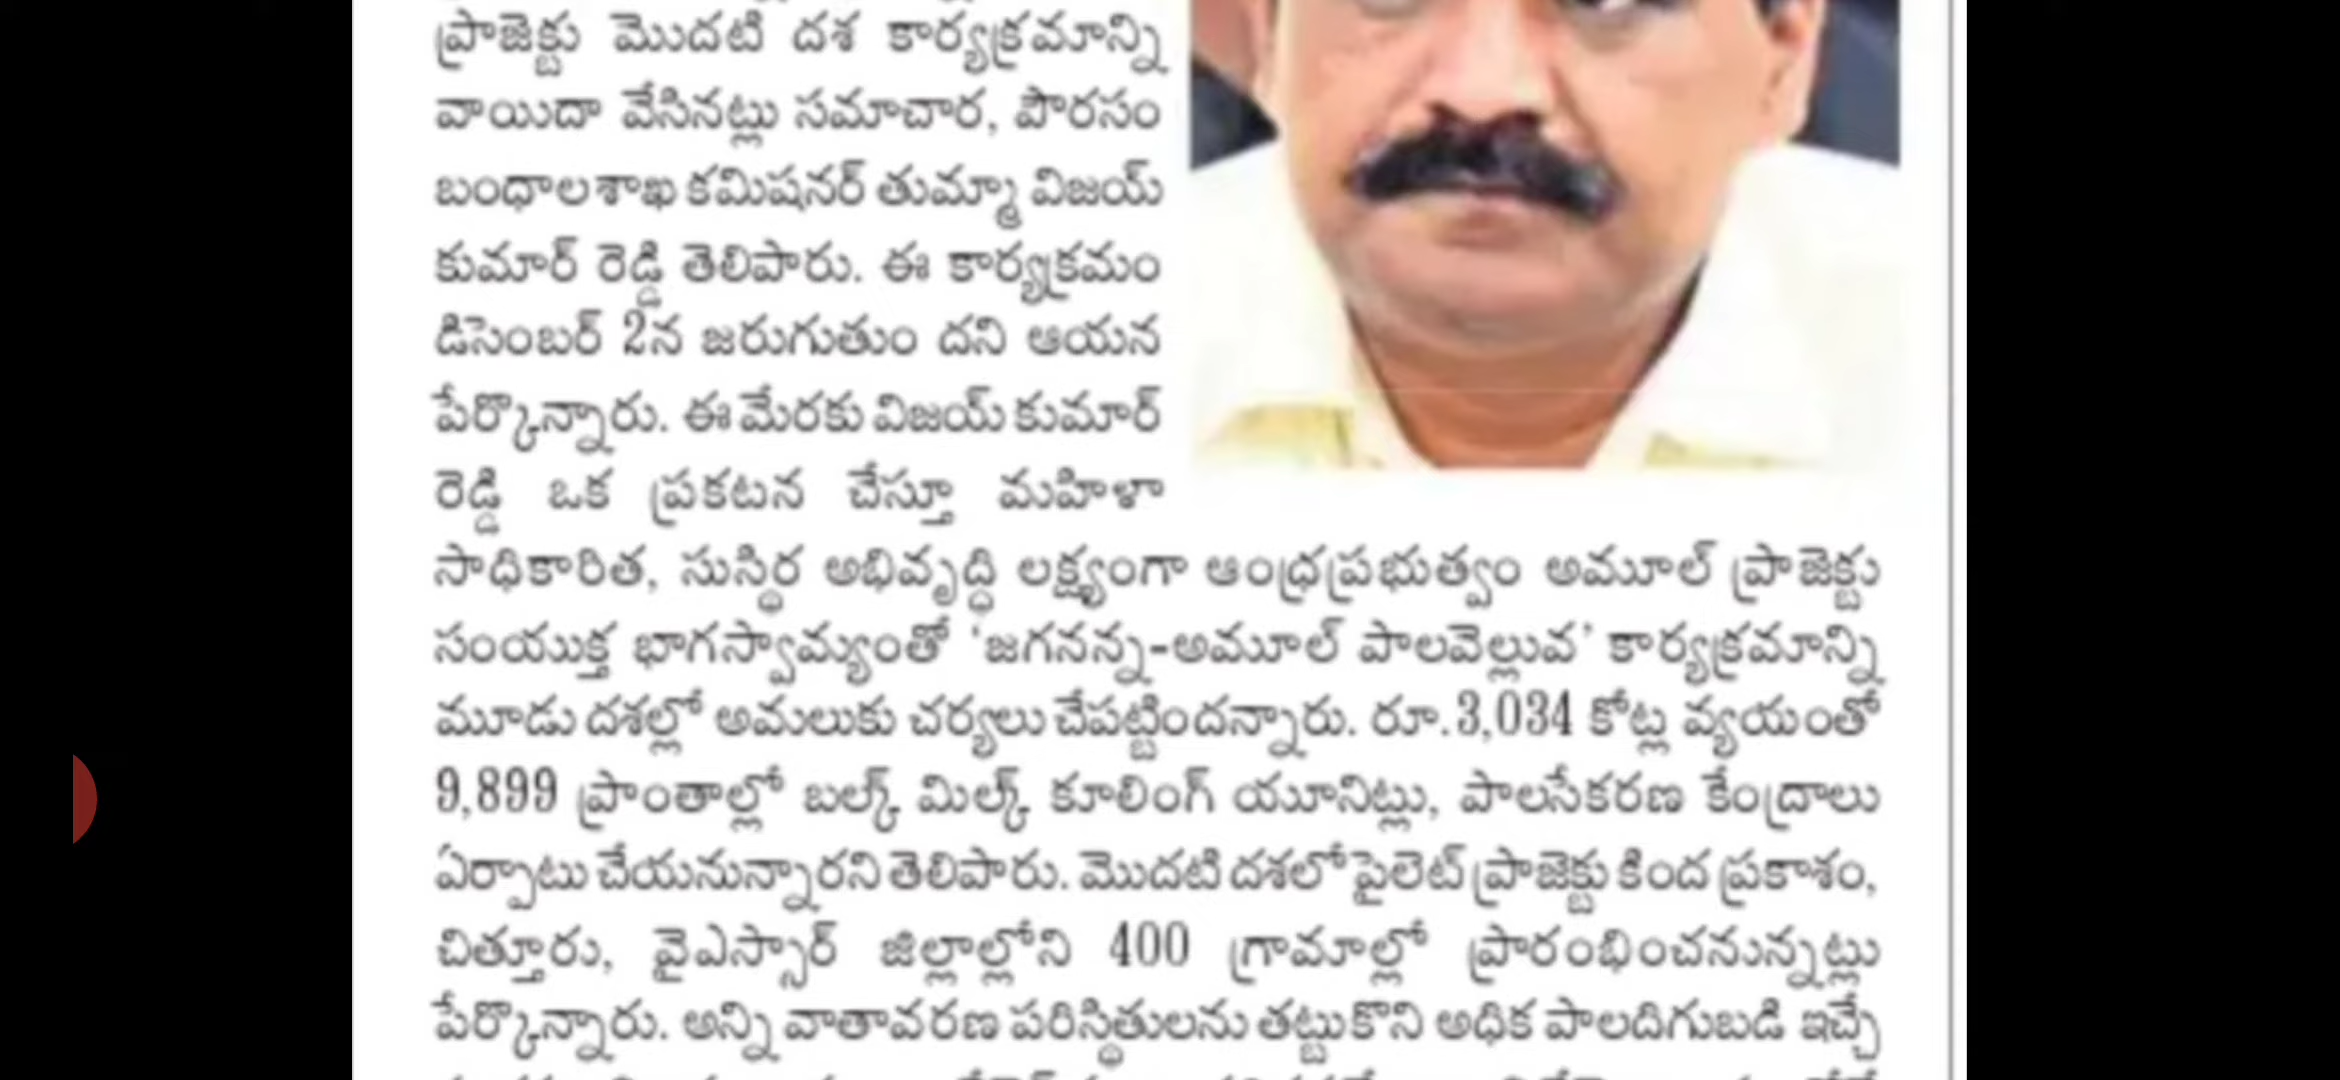 ప్రాజెక్టు మొదటి దశ కార్యక్రమాన్ని
వాయిదా వేసినట్లు సమాచార, పౌరసం
బంధాలశాఖ కమిషనర్ తుమ్మా విజయ్
కుమార్ రెడ్డి తెలిపారు. ఈ కార్యక్రమం
డిసెంబర్ 2న జరుగుతుం దని ఆయన
పేర్కొన్నారు. ఈ మేరకు విజయ్ కుమార్
రెడ్డి ఒక ప్రకటన చేస్తూ మహిళా
సాధికారిత, సుస్థిర అభివృద్ధి లక్ష్యంగా ఆంధ్రప్రభుత్వం అమూల్ ప్రాజెక్టు
సంయుక్త భాగస్వామ్యంతో 'జగనన్న-అమూల్ పాలవెల్లువ' కార్యక్రమాన్ని
మూడు దశల్లో అమలుకు చర్యలు చేపట్టిందన్నారు. రూ.3,034 కోట్ల వ్యయంతో
9,899 ప్రాంతాల్లో బల్క్ మిల్క్ కూలింగ్ యూనిట్లు, పాలసేకరణ కేంద్రాలు
ఏర్పాటు చేయనున్నారని తెలిపారు. మొదటి దశలో పైలెట్ ప్రాజెక్టు కింద ప్రకాశం,
చిత్తూరు, వైఎస్సార్ జిల్లాల్లోని 400 గ్రామాల్లో ప్రారంభించనున్నట్లు
పేర్కొన్నారు. అన్ని వాతావరణ పరిస్థితులను తట్టుకొని అధిక పాలదిగుబడి ఇచ్చే